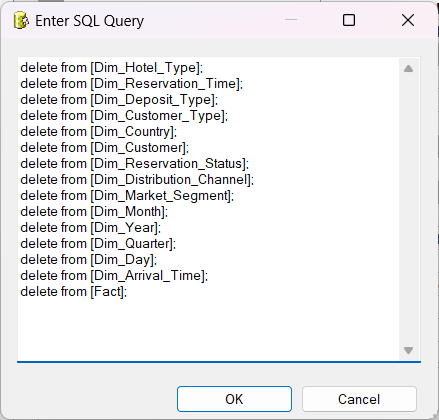 Enter SQL Query
delete from [Dim_Hotel_Type];
delete from [Dim_Reservation_Time];
delete from [Dim_Deposit_Type];
delete from [Dim_Customer_Type];
delete from [Dim_Country];
delete from [Dim_Customer];
delete from [Dim_Reservation_Status];
delete from [Dim_Distribution_Channel];
delete from [Dim_Market_Segment];
delete from [Dim_Month];
delete from [Dim_Year];
delete from [Dim_Quarter];
delete from [Dim_Day];
delete from [Dim_Arrival_Time];
delete from [Fact];
OK Cancel